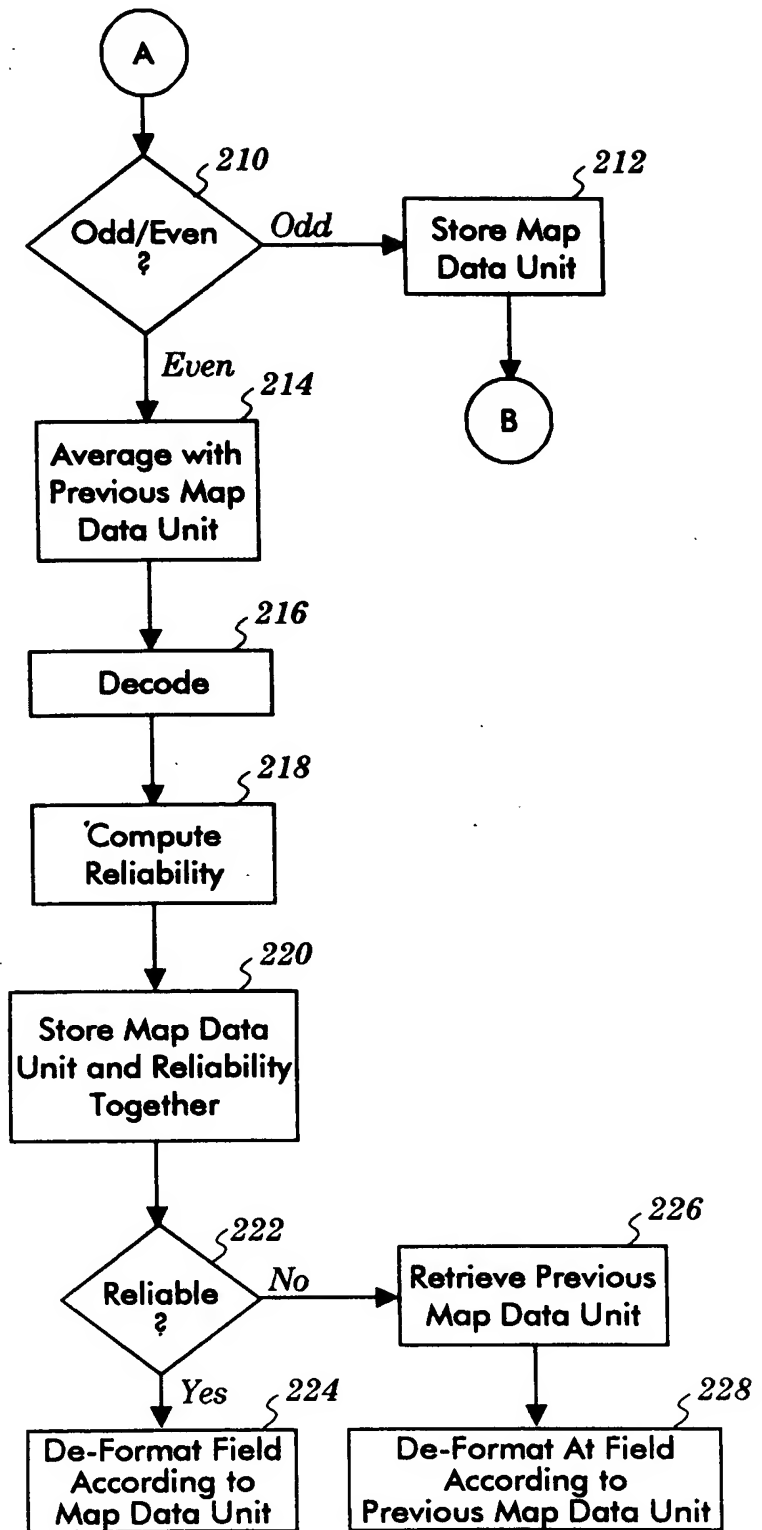 A
210
Odd/Even
?
Odd
212
Store Map
Data Unit
B
Even
214
Average with
Previous Map
Data Unit
216
Decode
218
Compute
Reliability
220
Store Map Data
Unit and Reliability
Together
222
Reliable
?
No
226
Retrieve Previous
Map Data Unit
Yes
224
De-Format Field
According to
Map Data Unit
228
De-Format At Field
According to
Previous Map Data Unit